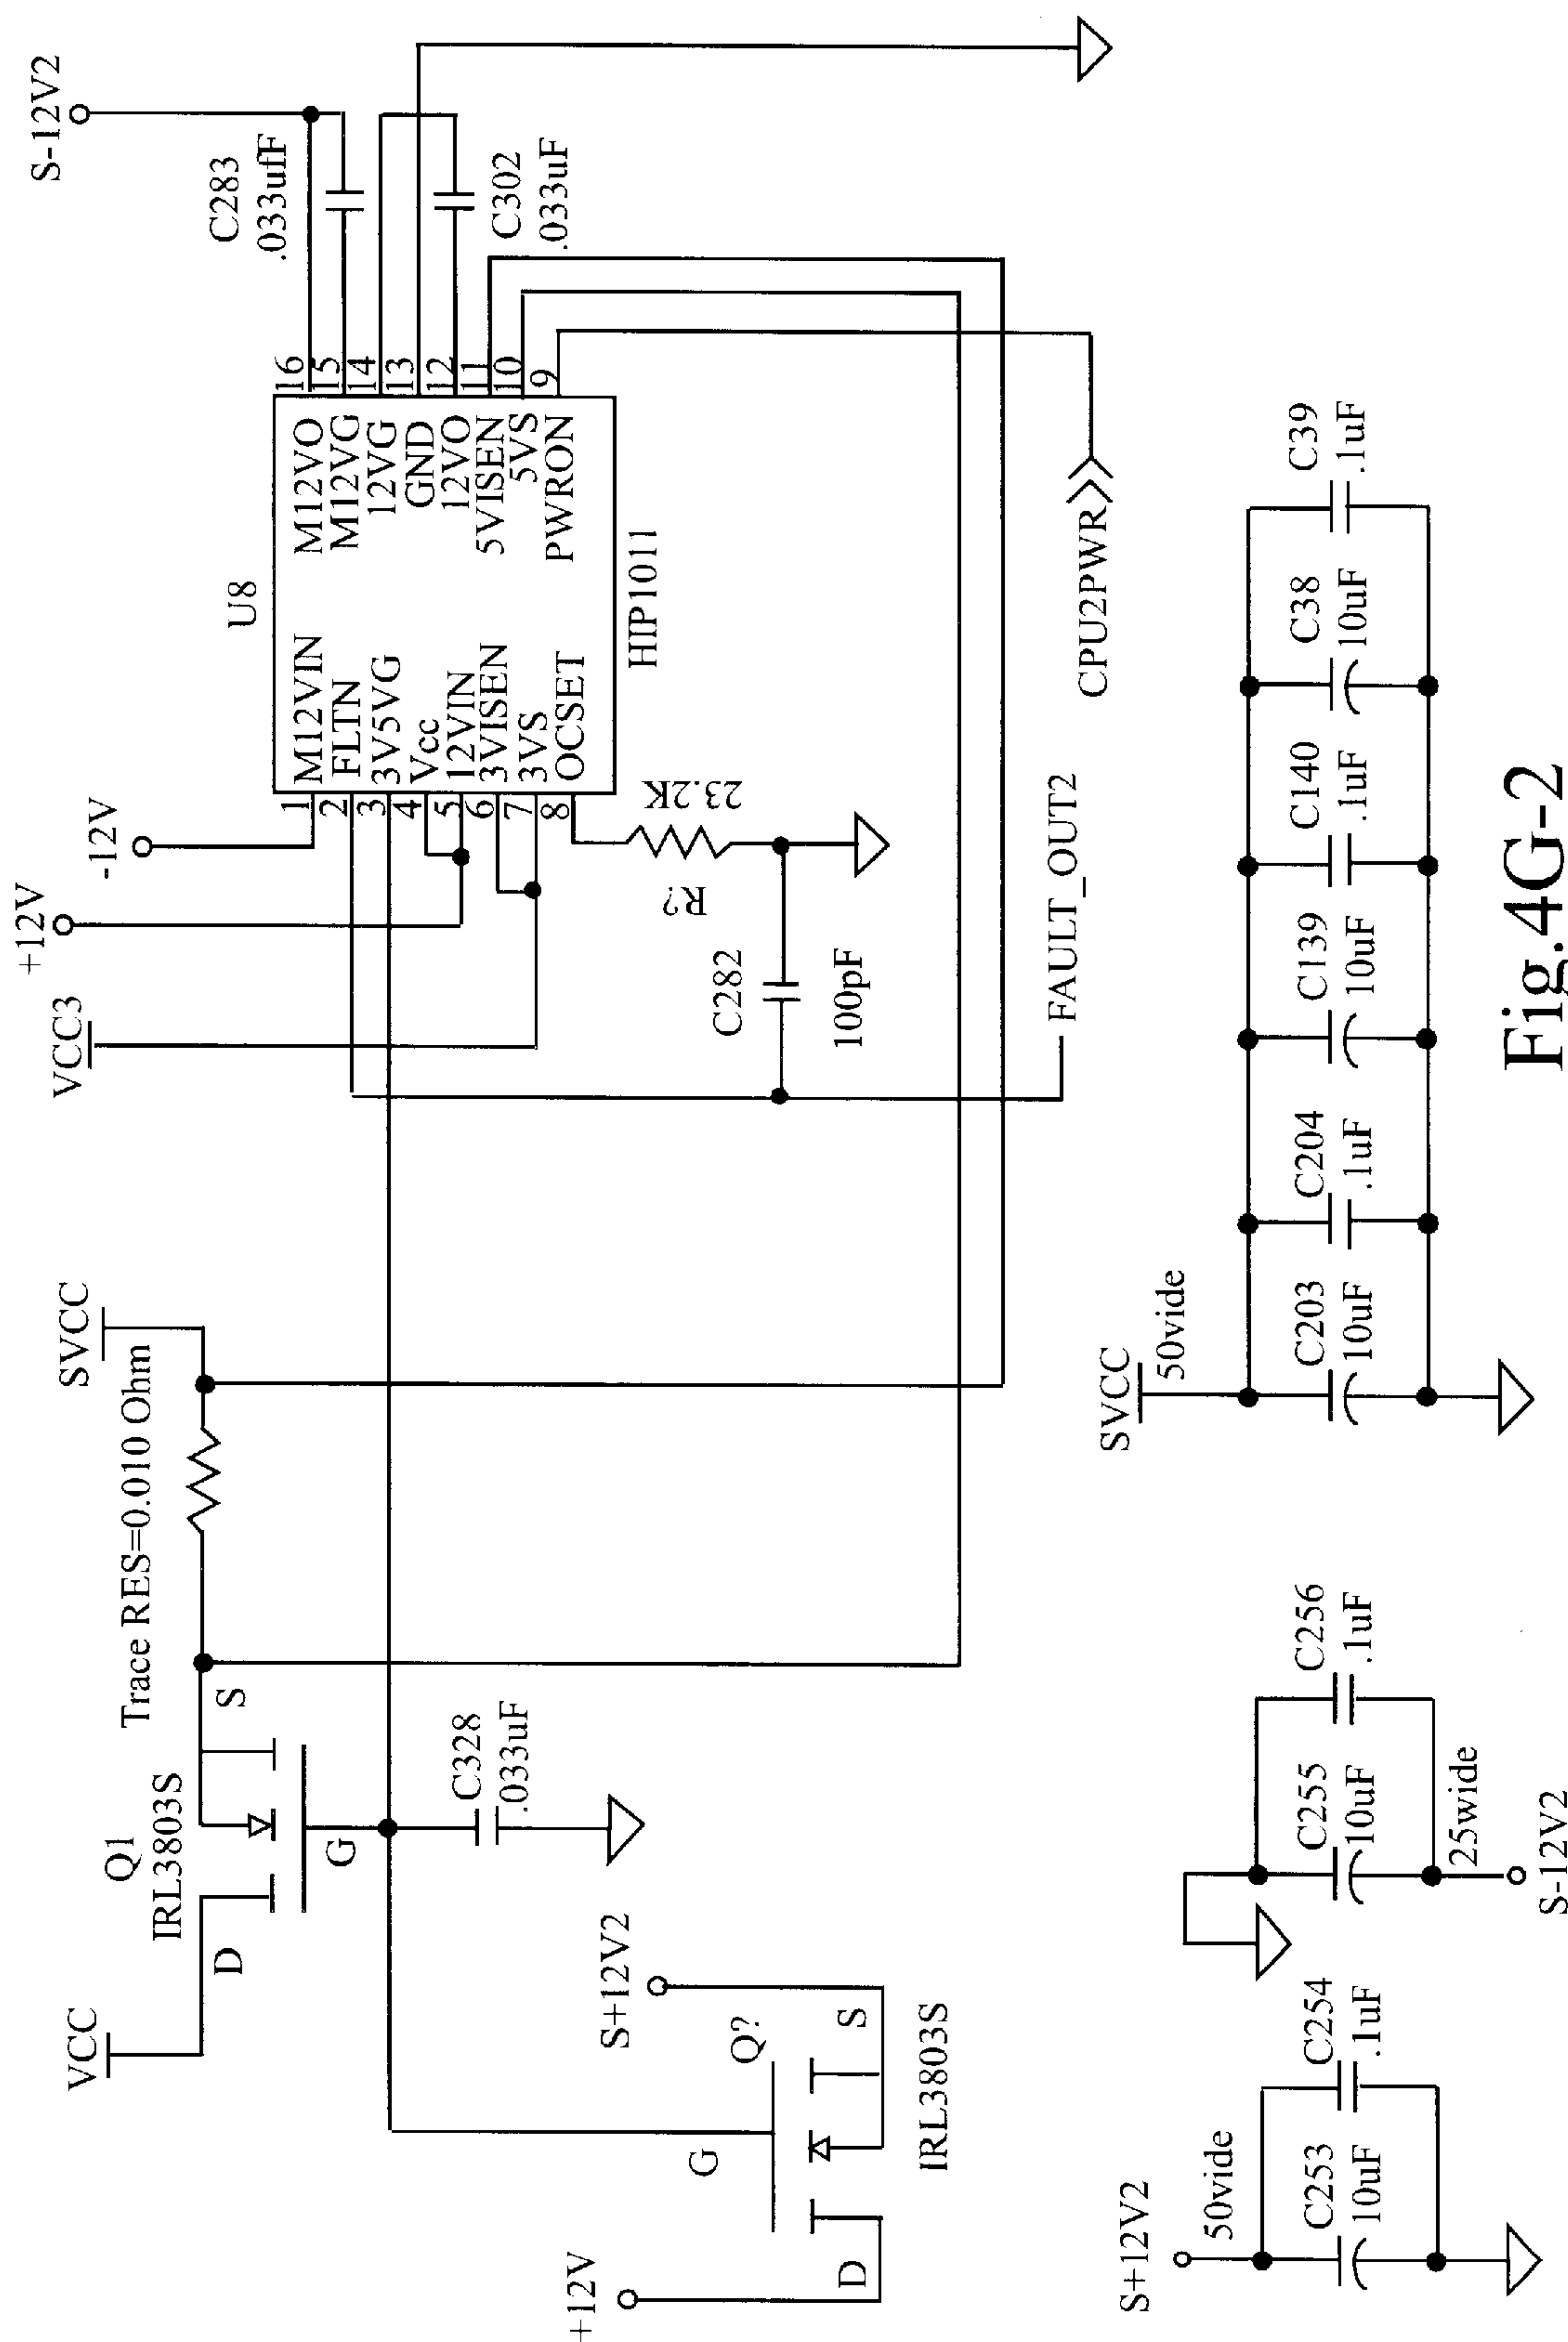 VCC
D
Q1
IRL3803S
S
Trace RES=0.010 Ohm
SVCC
G
C328
.033uF
VCC3
+12V
-12V
S-12V2
U8
C283
.033ufF
C302
.033uF
1 M12VIN
2 FLTN
3 3V5VG
4 Vcc
5 12VIN
6 3VISEN
7 3VS
8 OCSET
M12VO 16
M12VG 15
12VG 14
GND 13
12VO 12
5VISEN 11
5VS 10
PWRON 9
HIP1011
23.2K
R?
C282
100pF
FAULT_OUT2
CPU2PWR
+12V
D
G
Q?
S+12V2
S
IRL3803S
S+12V2
50vide
C253
10uF
C254
.1uF
C255
10uF
C256
.1uF
25wide
S-12V2
SVCC
50vide
C203
10uF
C204
.1uF
C139
10uF
C140
.1uF
C38
10uF
C39
.1uF
Fig.4G-2